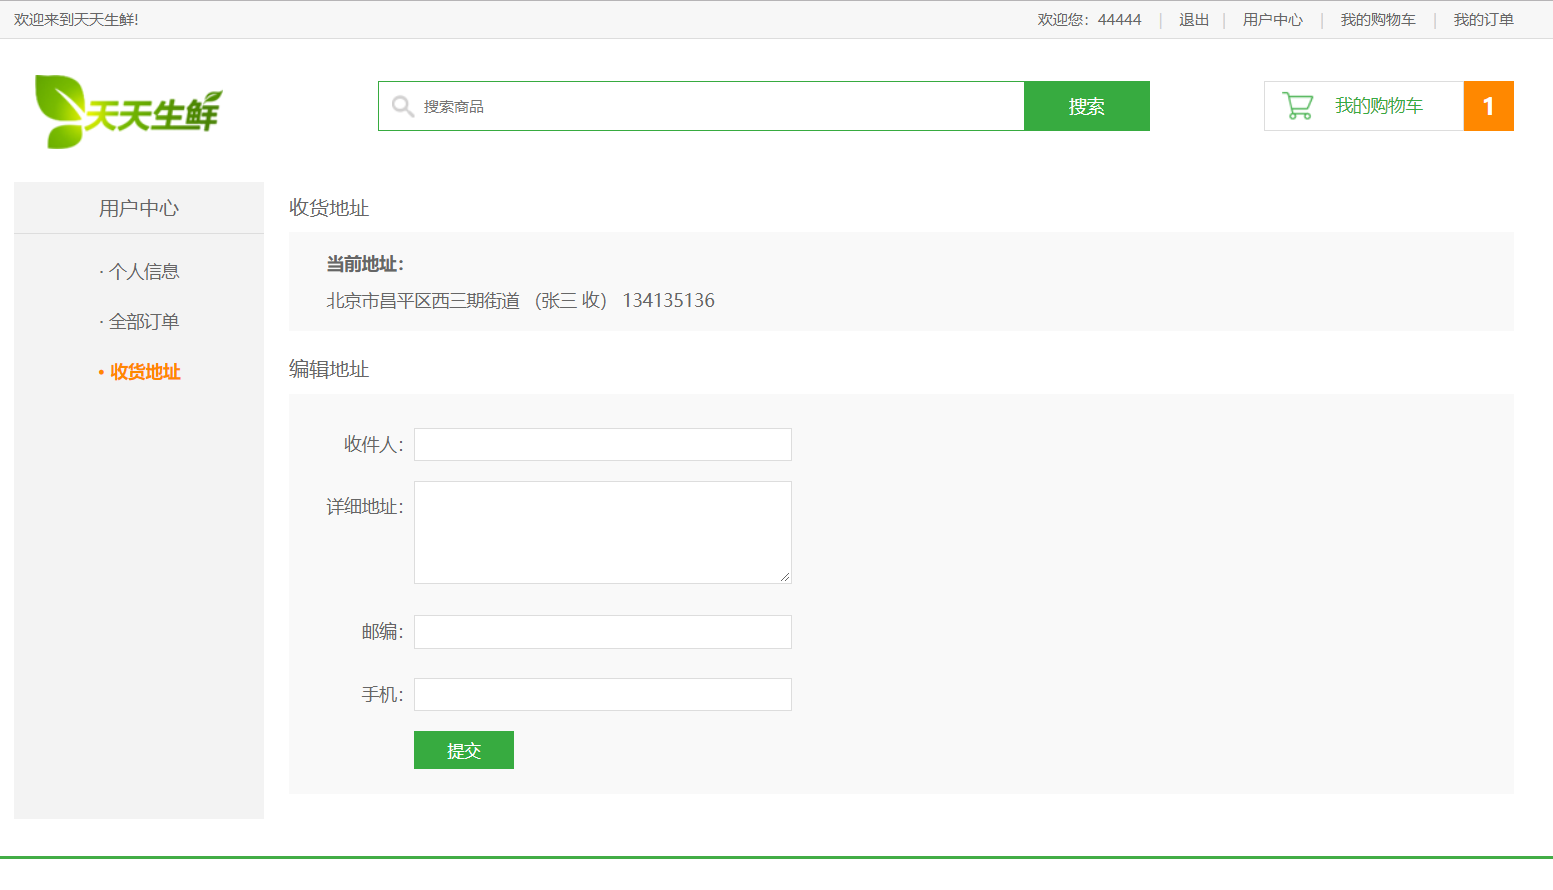 欢迎来到天天生鲜!
欢迎您：44444 | 退出 | 用户中心 | 我的购物车 | 我的订单
天天生鲜
搜索商品
搜索
我的购物车
1
用户中心
· 个人信息
· 全部订单
· 收货地址
收货地址
当前地址：
北京市昌平区西三期街道 （张三 收） 134135136
编辑地址
收件人：
详细地址：
邮编：
手机：
提交